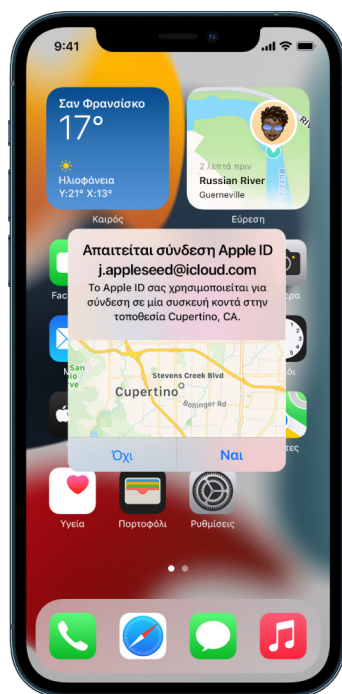 9:41
Σαν Φρανσίσκο
17°
Ηλιοφάνεια
Υ:21° Χ:13°
Καιρός
2 λεπτά πριν
Russian River
Guerneville
Εύρεση
Απαιτείται σύνδεση Apple ID
j.appleseed@icloud.com
Το Apple ID σας χρησιμοποιείται για
σύνδεση σε μία συσκευή κοντά στην
τοποθεσία Cupertino, CA.
Stevens Creek Blvd
Cupertino
Bollinger Rd
Όχι
Ναι
Υγεία
Πορτοφόλι
Ρυθμίσεις